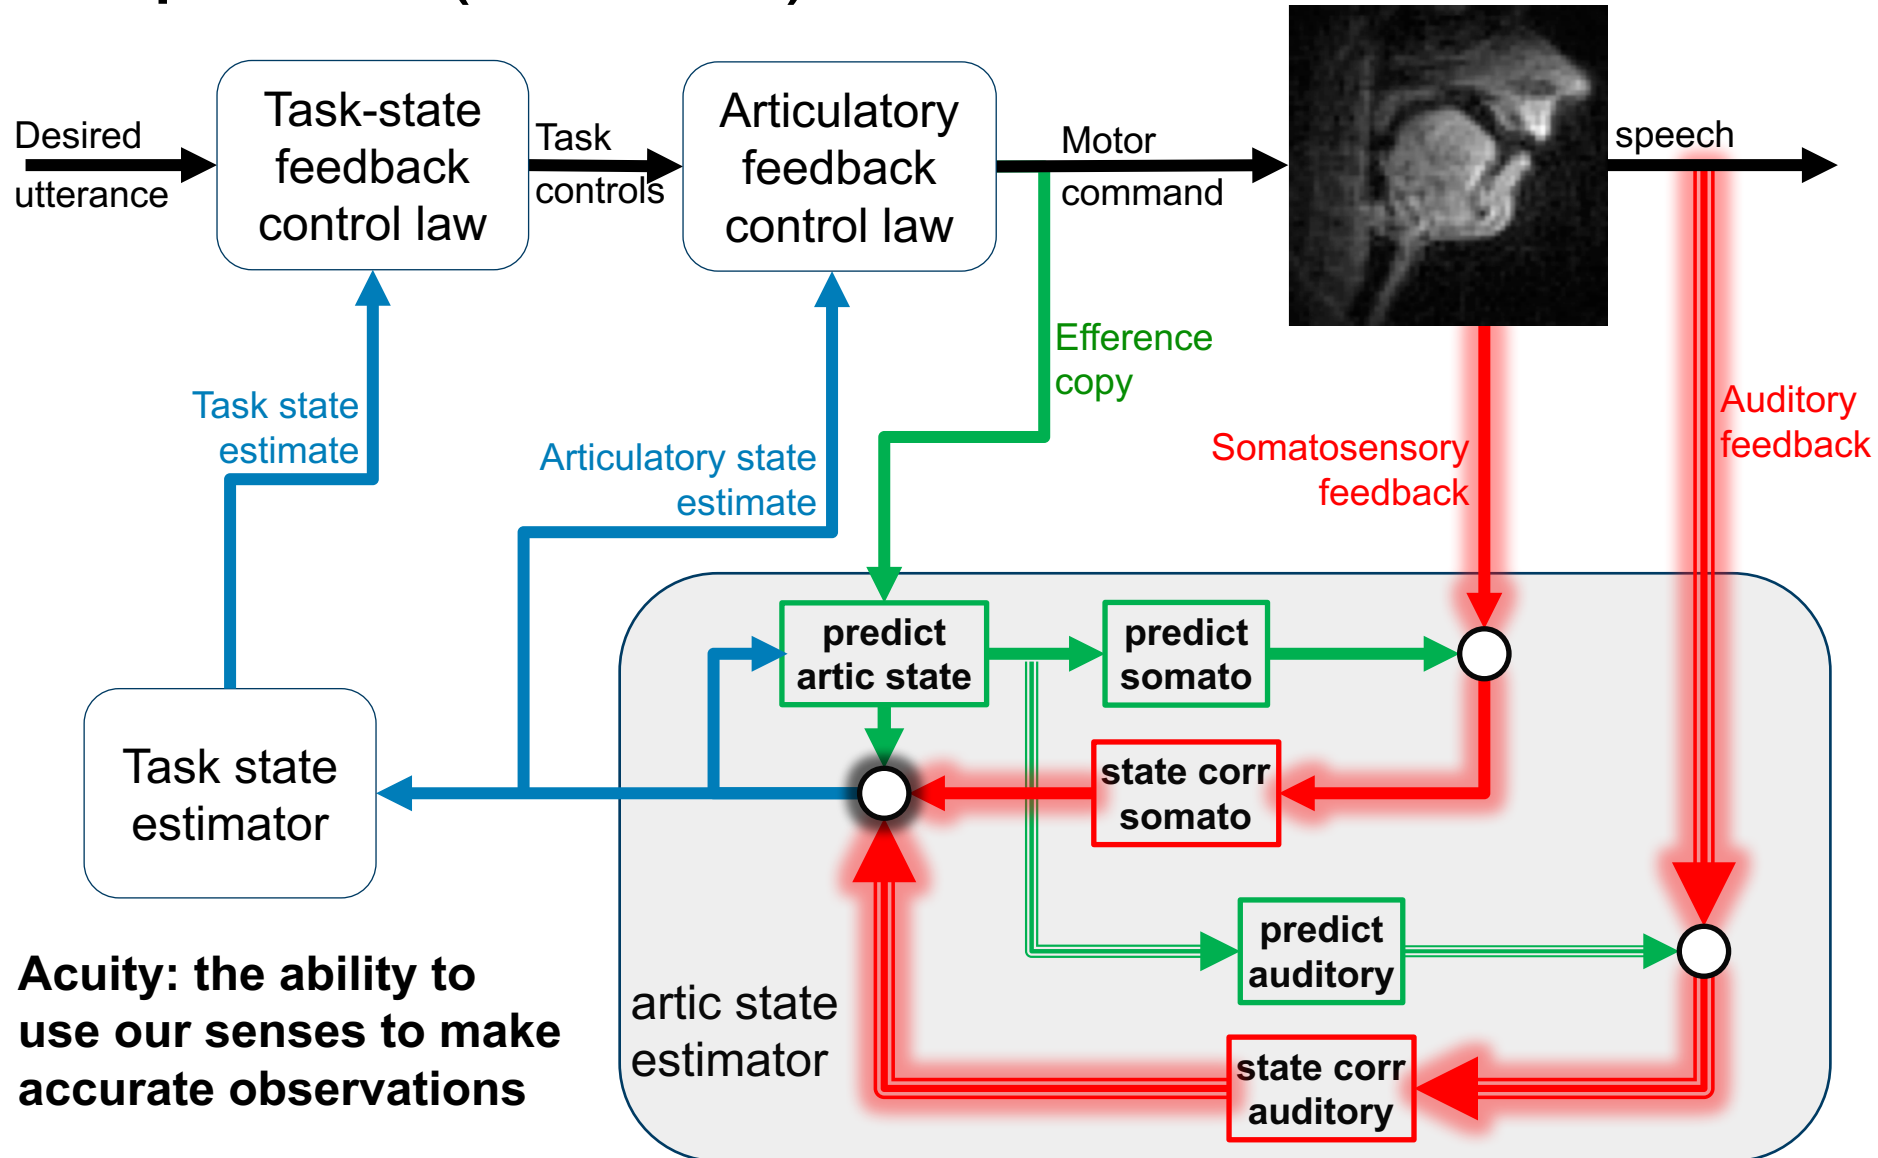 Task-state
feedback
control law
Articulatory
feedback
control law
Desired
utterance
Task
controls
Motor
command
speech
Efference
copy
Task state
estimate
Articulatory state
estimate
Somatosensory
feedback
Auditory
feedback
predict
artic state
predict
somato
state corr
somato
Task state
estimator
predict
auditory
state corr
auditory
artic state
estimator
Acuity: the ability to
use our senses to make
accurate observations